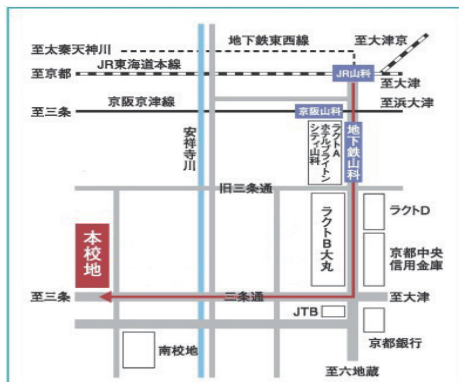 至太秦天神川
地下鉄東西線
至大津京
JR東海道本線
至京都
JR山科
至大津
京阪京津線
至三条
京阪山科
至浜大津
安祥寺川
ラクトA
ホテルブライトン
シティ山科
地下鉄山科
旧三条通
本校地
ラクトB大丸
ラクトD
京都中央
信用金庫
至三条
三条通
至大津
JTB
南校地
京都銀行
至六地蔵